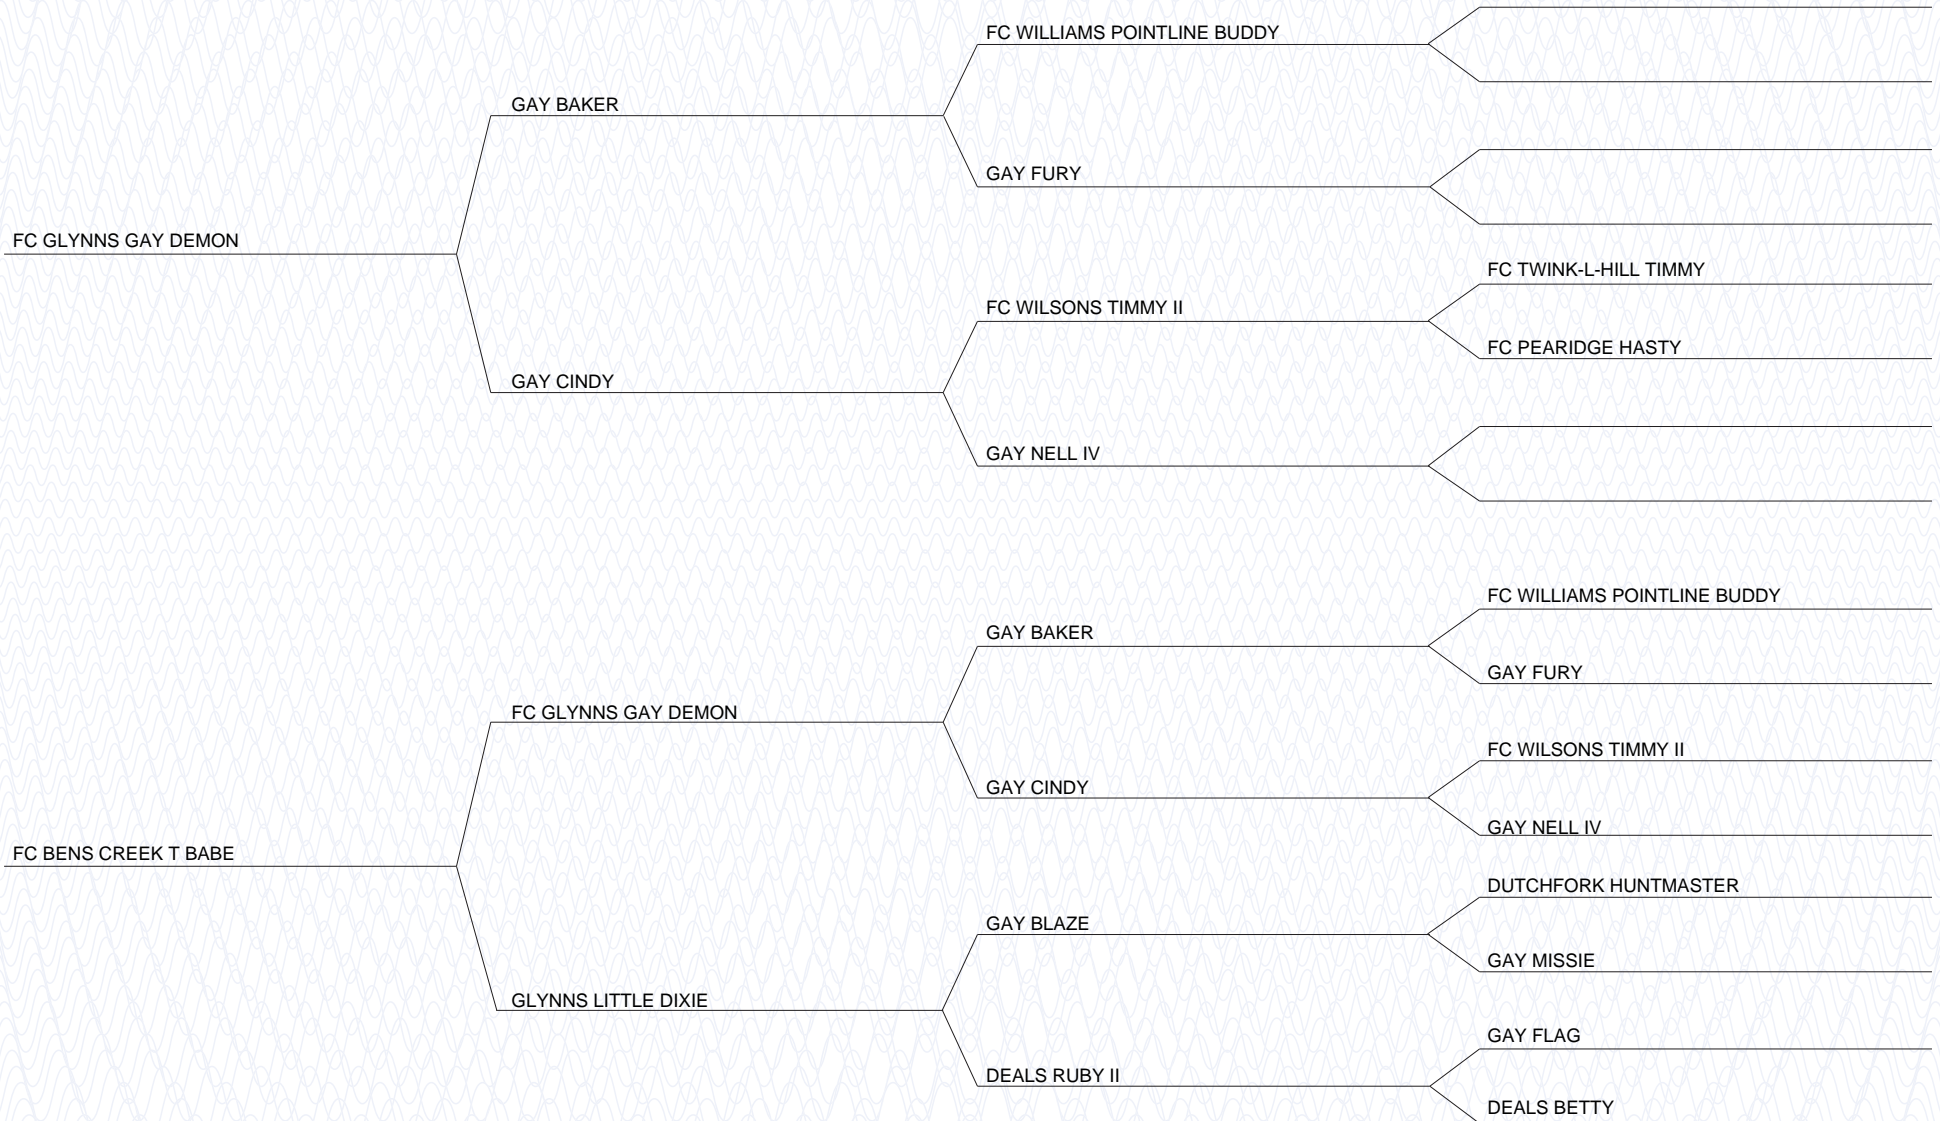 FC WILLIAMS POINTLINE BUDDY
GAY BAKER
GAY FURY
FC GLYNNS GAY DEMON
FC TWINK-L-HILL TIMMY
FC WILSONS TIMMY II
FC PEARIDGE HASTY
GAY CINDY
GAY NELL IV
FC WILLIAMS POINTLINE BUDDY
GAY BAKER
GAY FURY
FC GLYNNS GAY DEMON
FC WILSONS TIMMY II
GAY CINDY
GAY NELL IV
FC BENS CREEK T BABE
DUTCHFORK HUNTMASTER
GAY BLAZE
GAY MISSIE
GLYNNS LITTLE DIXIE
GAY FLAG
DEALS RUBY II
DEALS BETTY